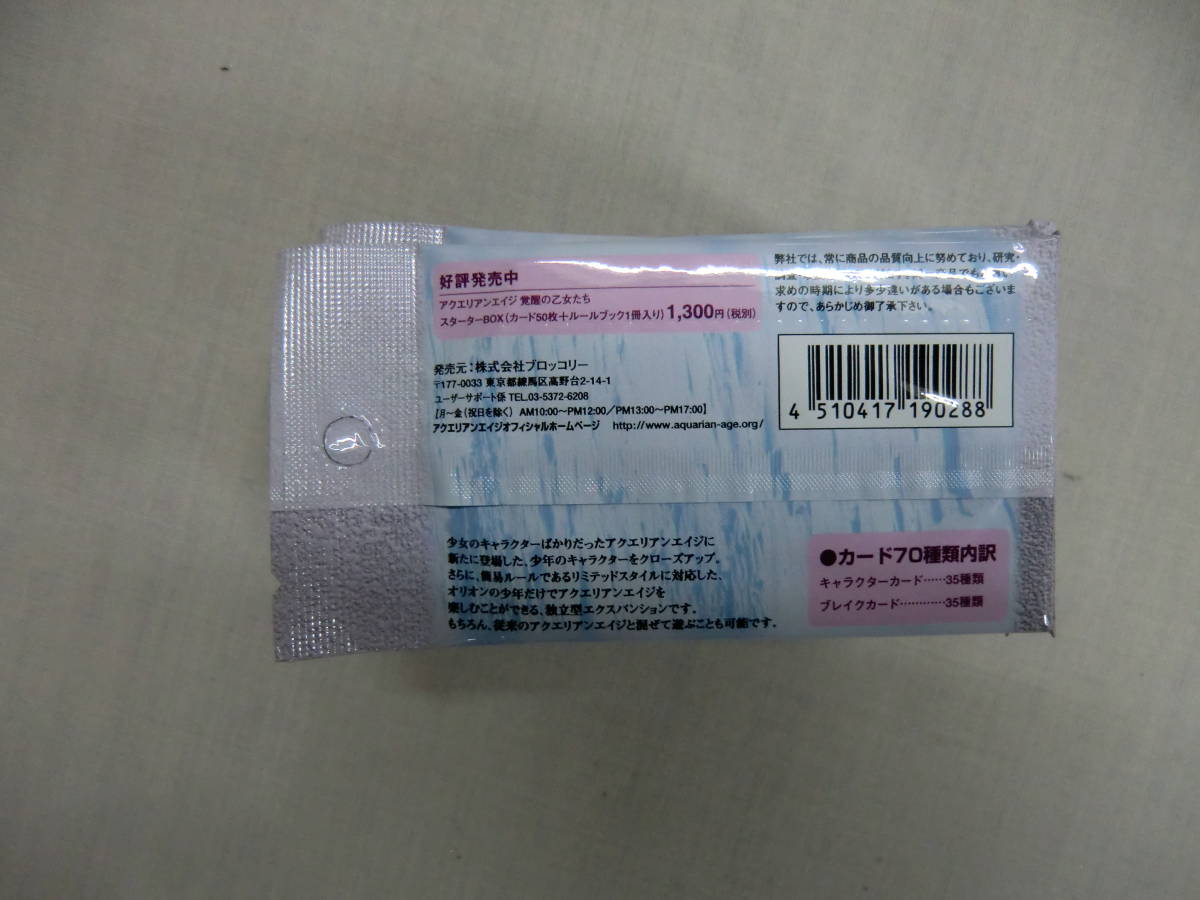 好評発売中
アクエリアンエイジ 覚醒の乙女たち
スターターBOX(カード50枚+ルールブック1冊入り) 1,300円(税別)
発売元:株式会社ブロッコリー
〒177-0033 東京都練馬区高野台2-14-1
ユーザーサポート係 TEL.03-5372-6208
【月〜金(祝日を除く) AM10:00〜PM12:00/PM13:00〜PM17:00】
アクエリアンエイジオフィシャルホームページ http://www.aquarian-age.org/
弊社では、常に商品の品質向上に努めており、研究・
求めの時期により多少違いがある場合もございま
すので、あらかじめ御了承下さい。
4 510417 190288
少女のキャラクターばかりだったアクエリアンエイジに
新たに登場した、少年のキャラクターをクローズアップ。
さらに、簡易ルールであるリミテッドスタイルに対応した、
オリオンの少年だけでアクエリアンエイジを
楽しむことができる、独立型エクスパンションです。
もちろん、従来のアクエリアンエイジと混ぜて遊ぶことも可能です。
●カード70種類内訳
キャラクターカード……35種類
ブレイクカード…………35種類